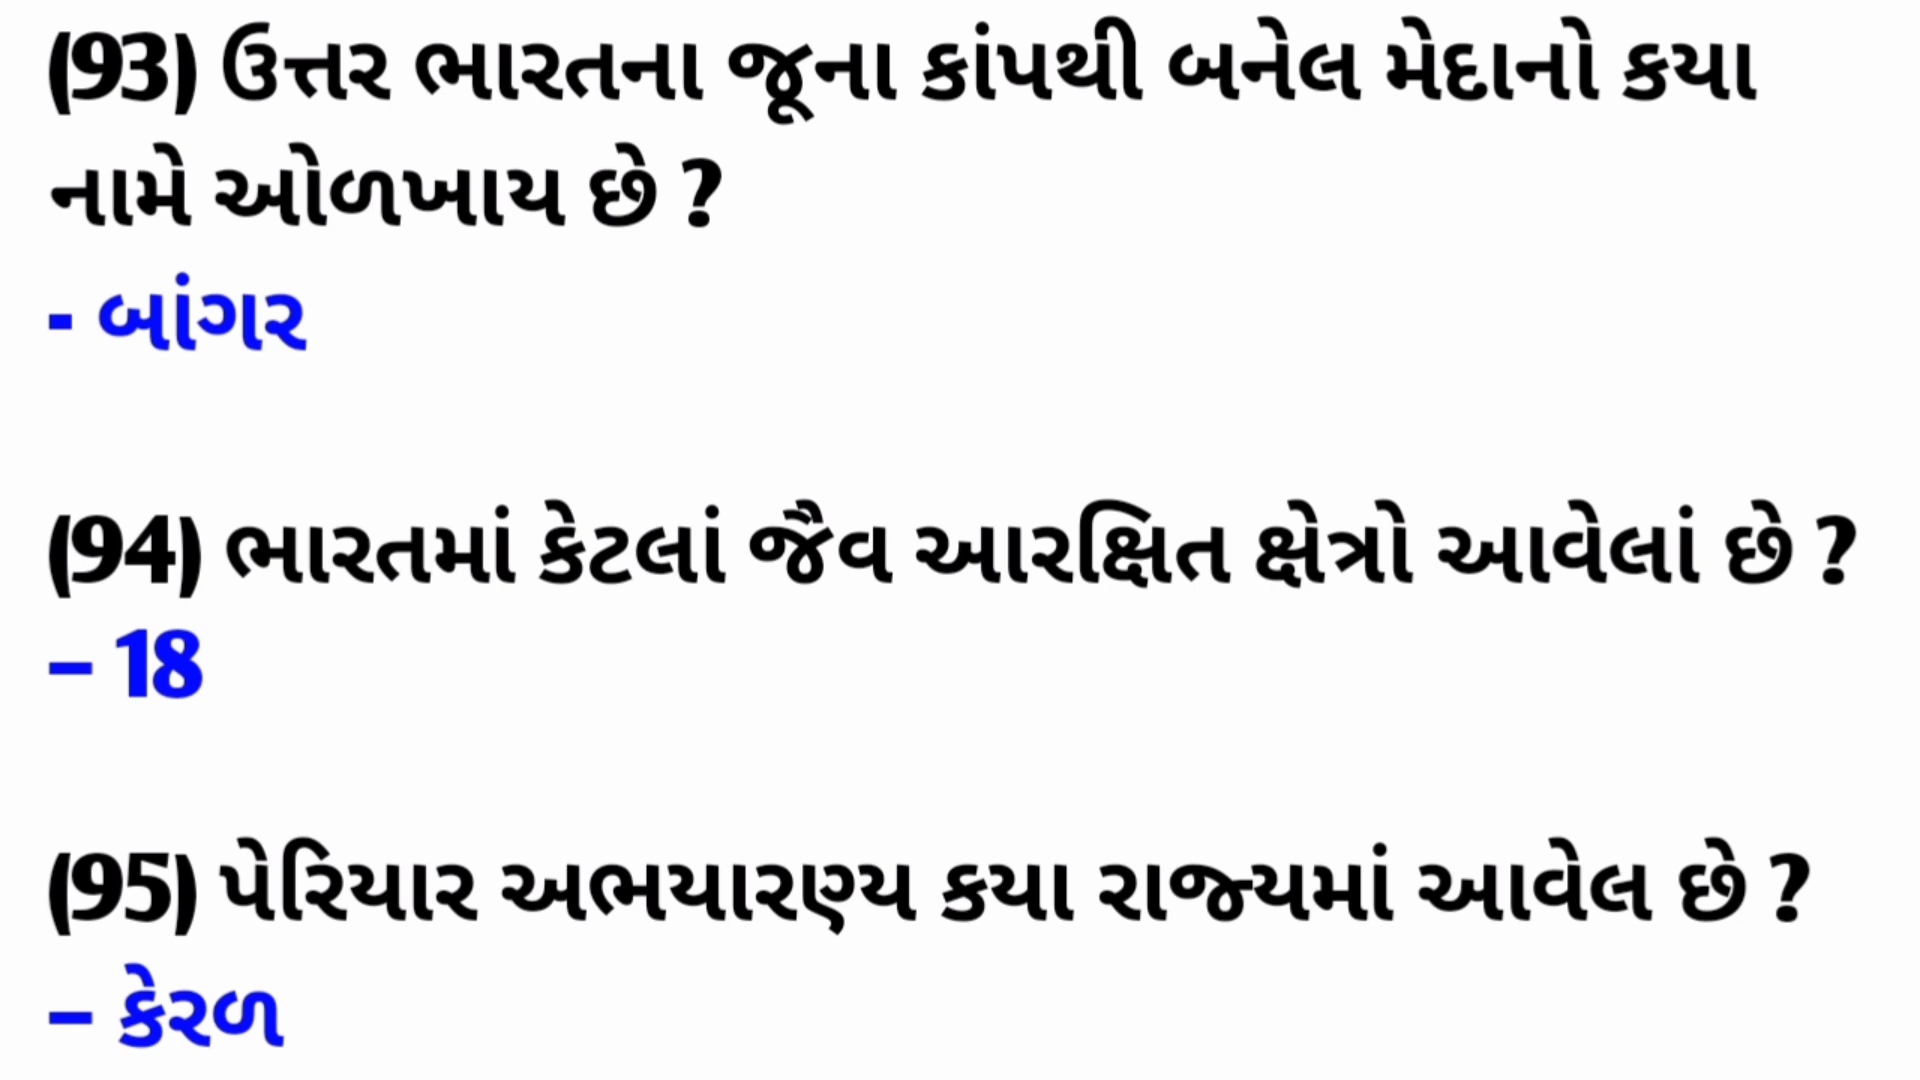 (93) ઉત્તર ભારતના જૂના કાંપથી બનેલ મેદાનો કયા
નામે ઓળખાય છે ?
- બાંગર
(94) ભારતમાં કેટલાં જૈવ આરક્ષિત ક્ષેત્રો આવેલાં છે ?
– 18
(95) પેરિયાર અભયારણ્ય કયા રાજ્યમાં આવેલ છે ?
– કેરળ